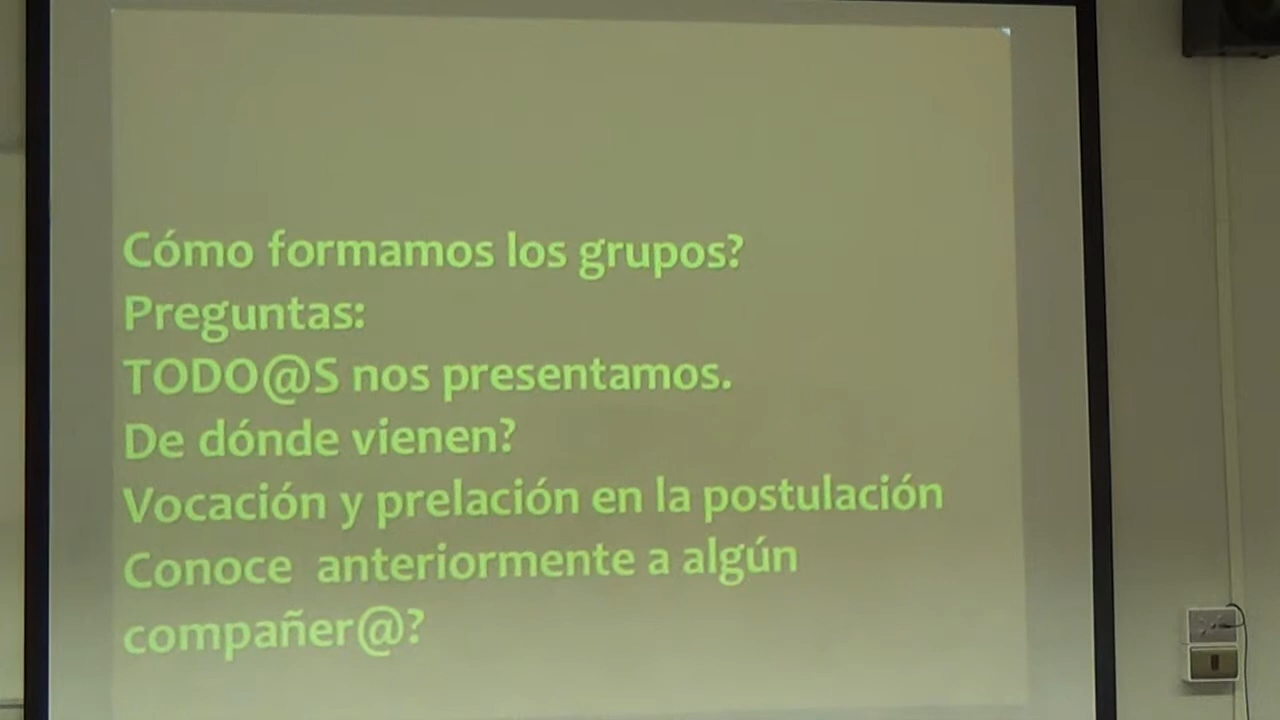 Cómo formamos los grupos?
Preguntas:
TODO@S nos presentamos.
De dónde vienen?
Vocación y prelación en la postulación
Conoce  anteriormente a algún
compañer@?